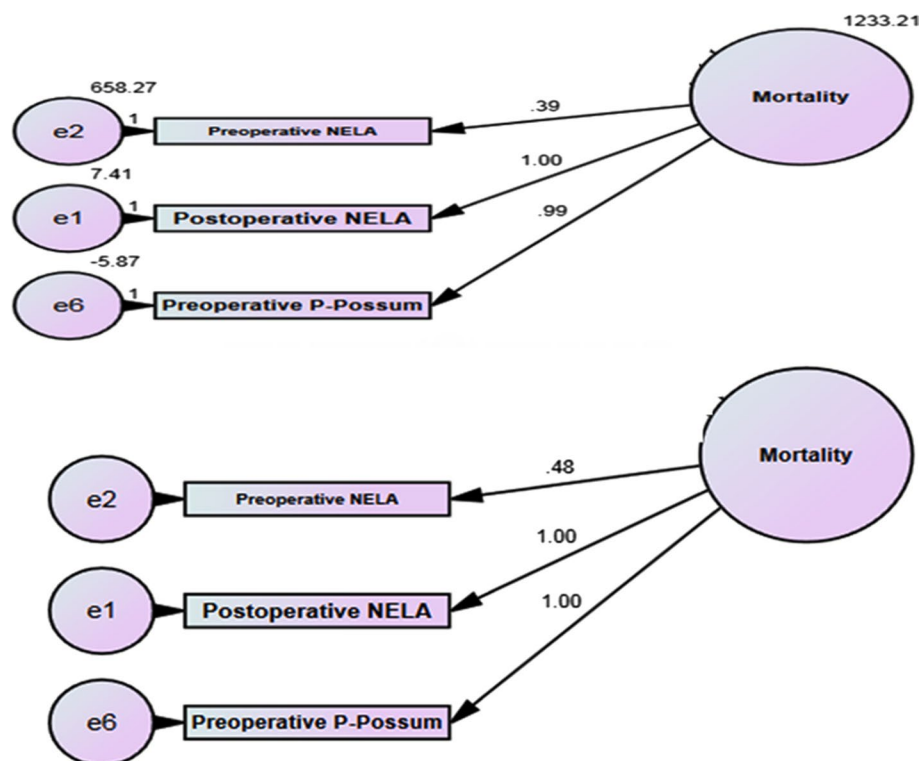 1233.21
Mortality
658.27
e2
1
Preoperative NELA
.39
7.41
e1
1
Postoperative NELA
1.00
-5.87
e6
1
Preoperative P-Possum
.99
Mortality
e2
Preoperative NELA
.48
e1
Postoperative NELA
1.00
e6
Preoperative P-Possum
1.00